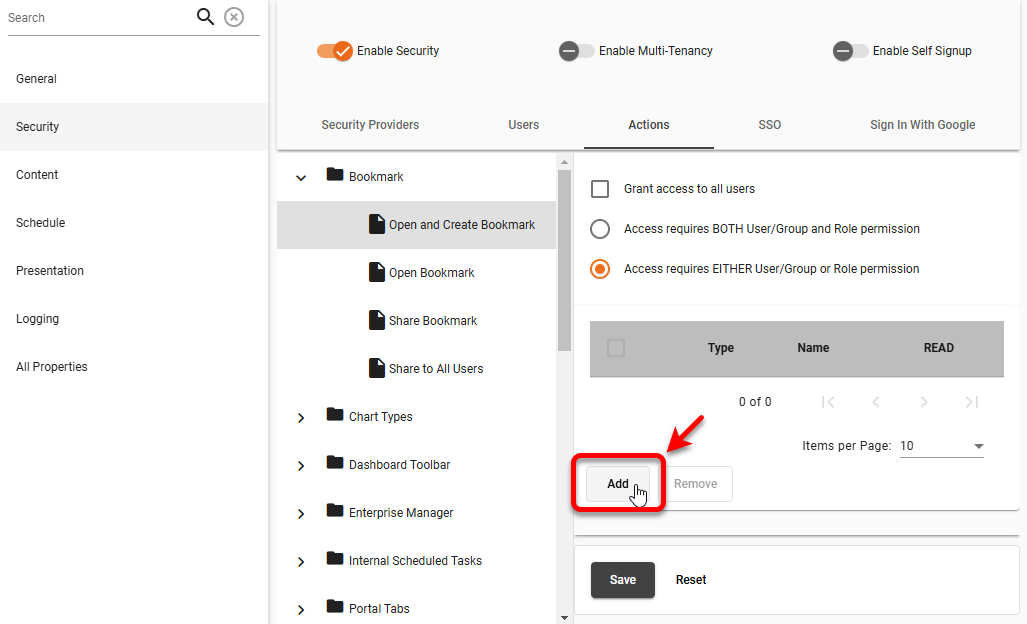 Search
General
Security
Content
Schedule
Presentation
Logging
All Properties
Enable Security
Enable Multi-Tenancy
Enable Self Signup
Security Providers
Users
Actions
SSO
Sign In With Google
Bookmark
Open and Create Bookmark
Open Bookmark
Share Bookmark
Share to All Users
Chart Types
Dashboard Toolbar
Enterprise Manager
Internal Scheduled Tasks
Portal Tabs
Grant access to all users
Access requires BOTH User/Group and Role permission
Access requires EITHER User/Group or Role permission
Type Name READ
0 of 0
Items per Page: 10
Add Remove
Save Reset